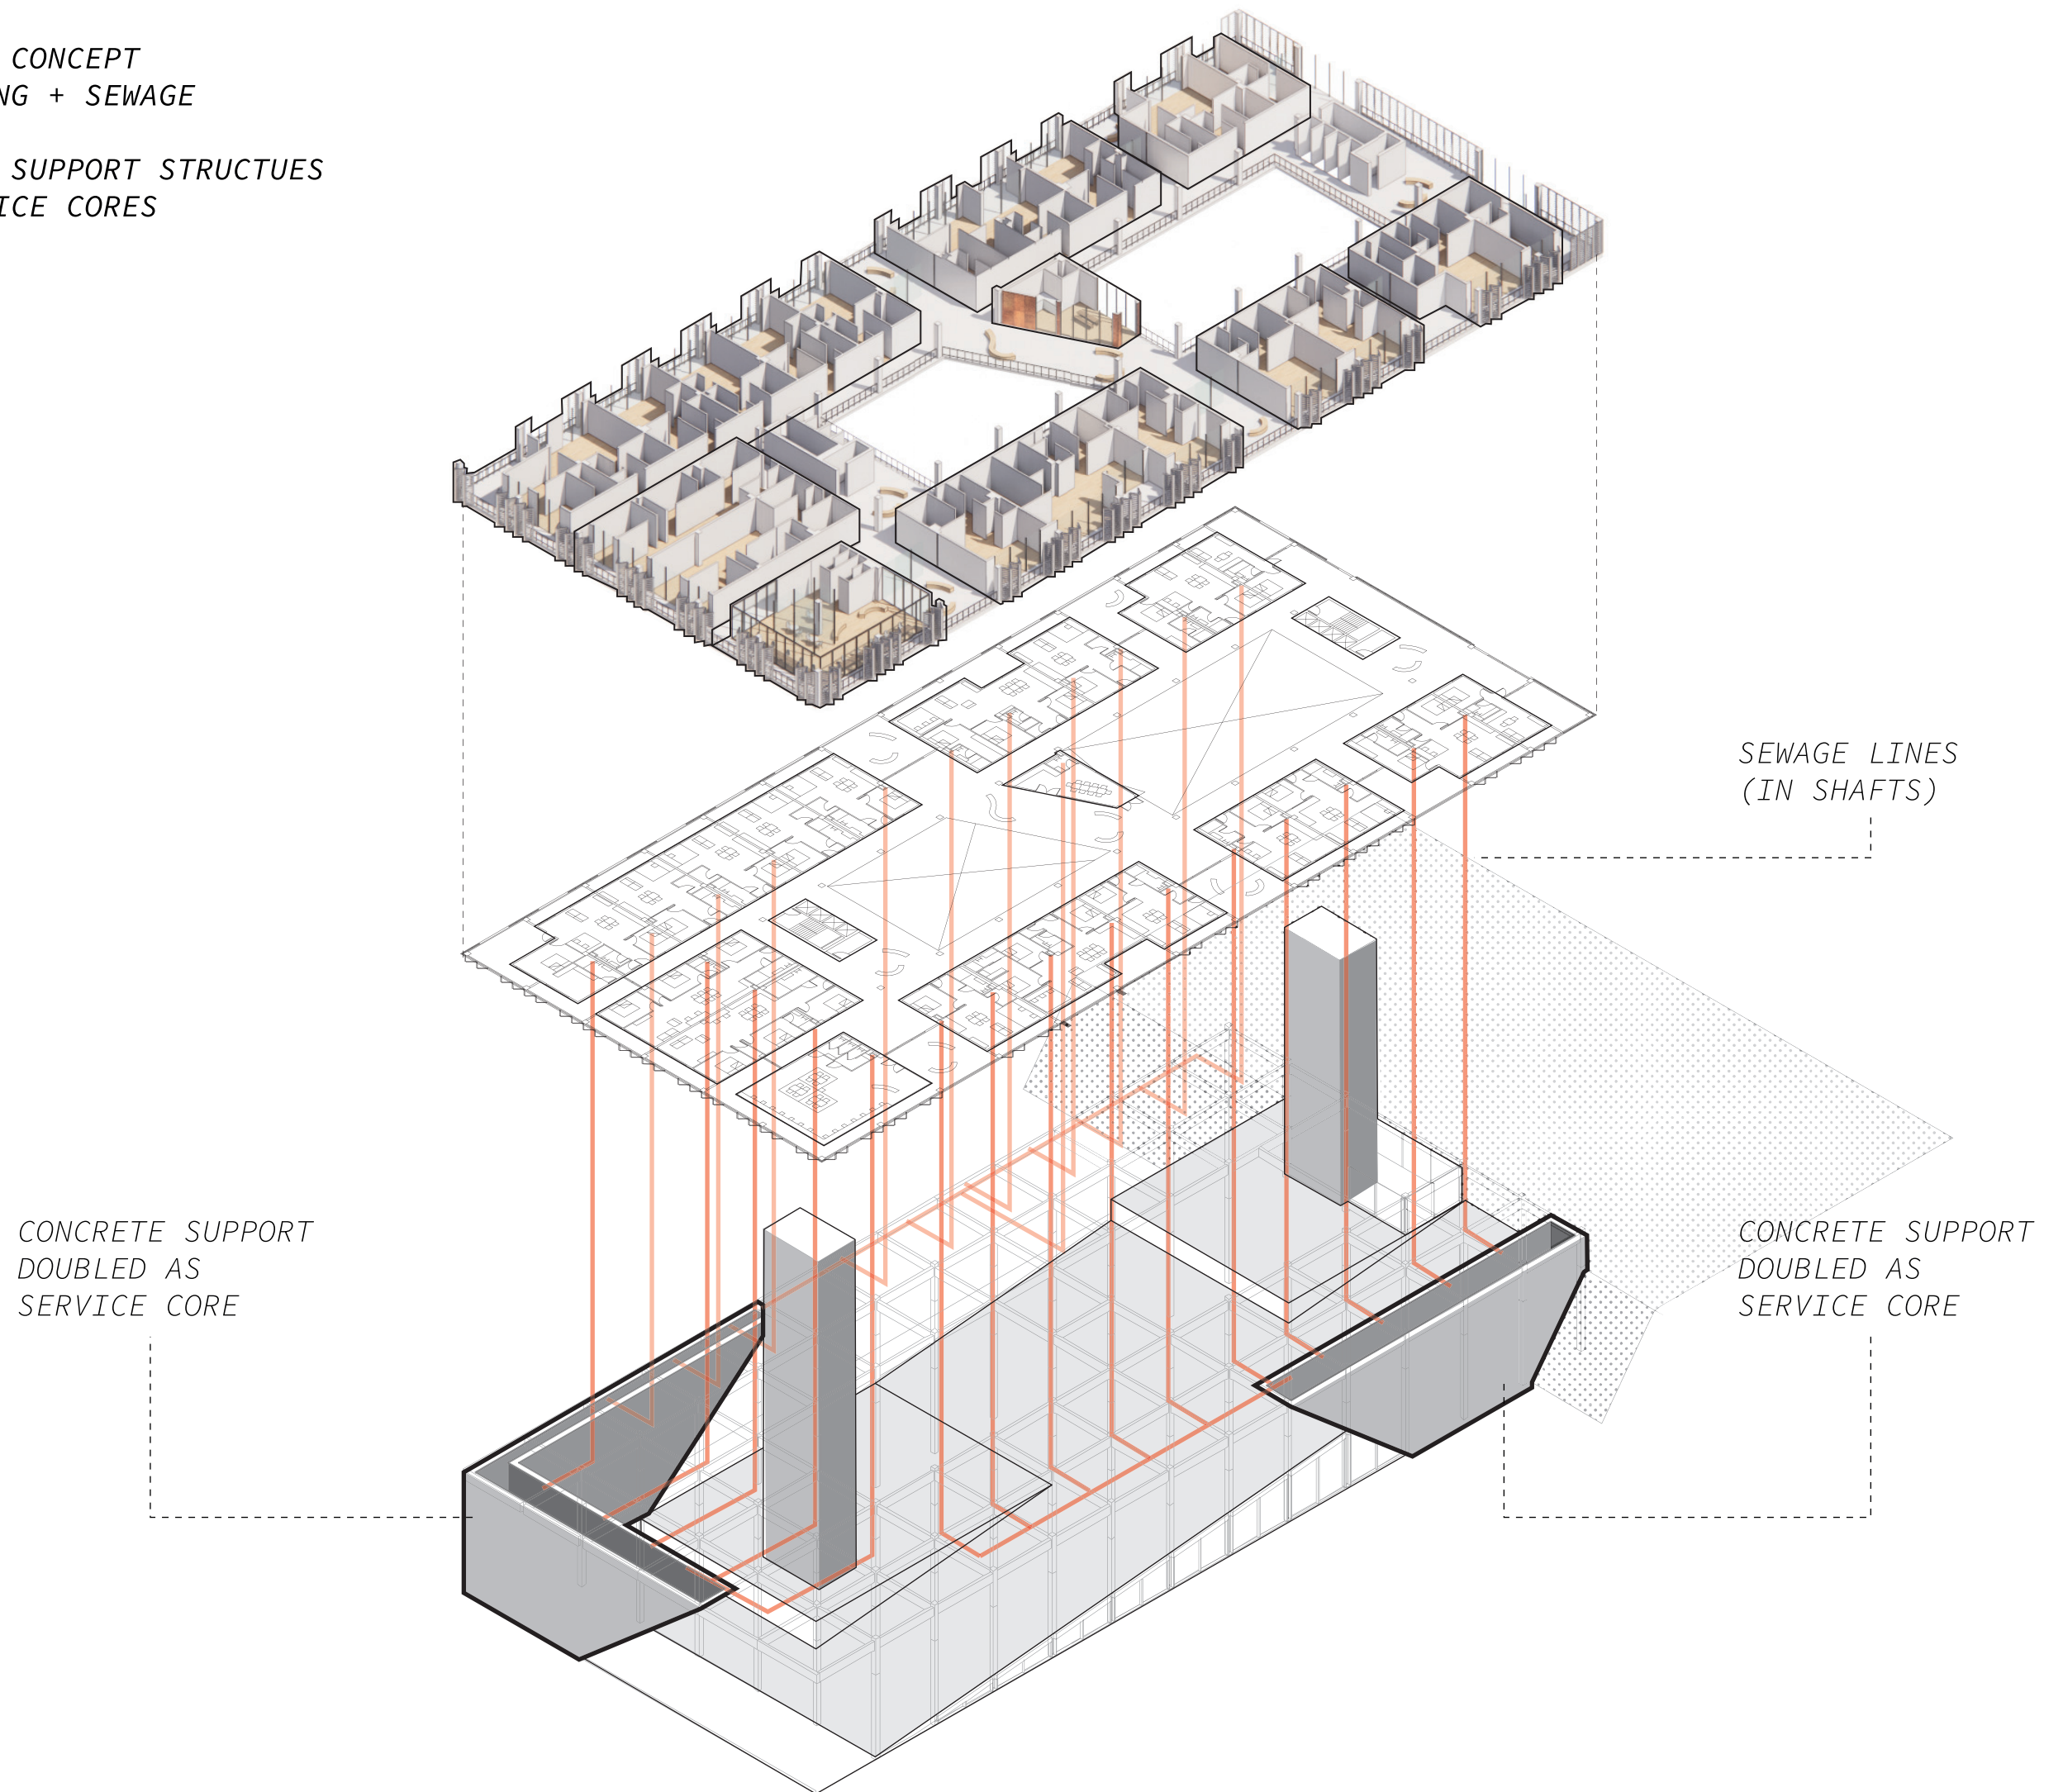 CONCEPT
NG + SEWAGE
SUPPORT STRUCTUES
ICE CORES
SEWAGE LINES
(IN SHAFTS)
CONCRETE SUPPORT
DOUBLED AS
SERVICE CORE
CONCRETE SUPPORT
DOUBLED AS
SERVICE CORE